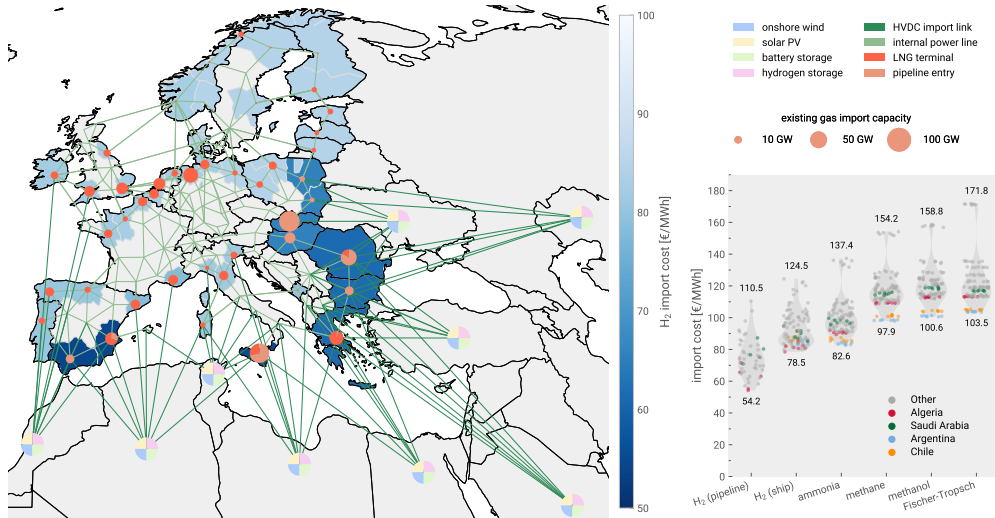 100
90
80
70
60
50
H₂ import cost [€/MWh]
onshore wind
solar PV
battery storage
hydrogen storage
HVDC import link
internal power line
LNG terminal
pipeline entry
existing gas import capacity
10 GW
50 GW
100 GW
import cost [€/MWh]
180
160
140
120
100
80
60
40
20
0
110.5
124.5
137.4
154.2
158.8
171.8
54.2
78.5
82.6
97.9
100.6
103.5
Other
Algeria
Saudi Arabia
Argentina
Chile
H₂ (pipeline)
H₂ (ship)
ammonia
methane
methanol
Fischer-Tropsch